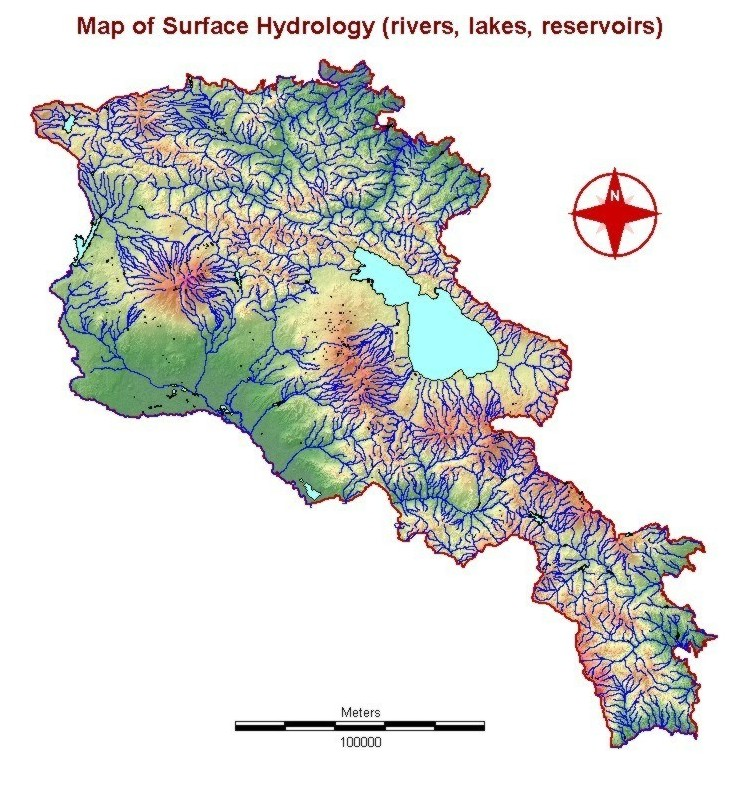 Map of Surface Hydrology (rivers, lakes, reservoirs)
N
Meters
100000